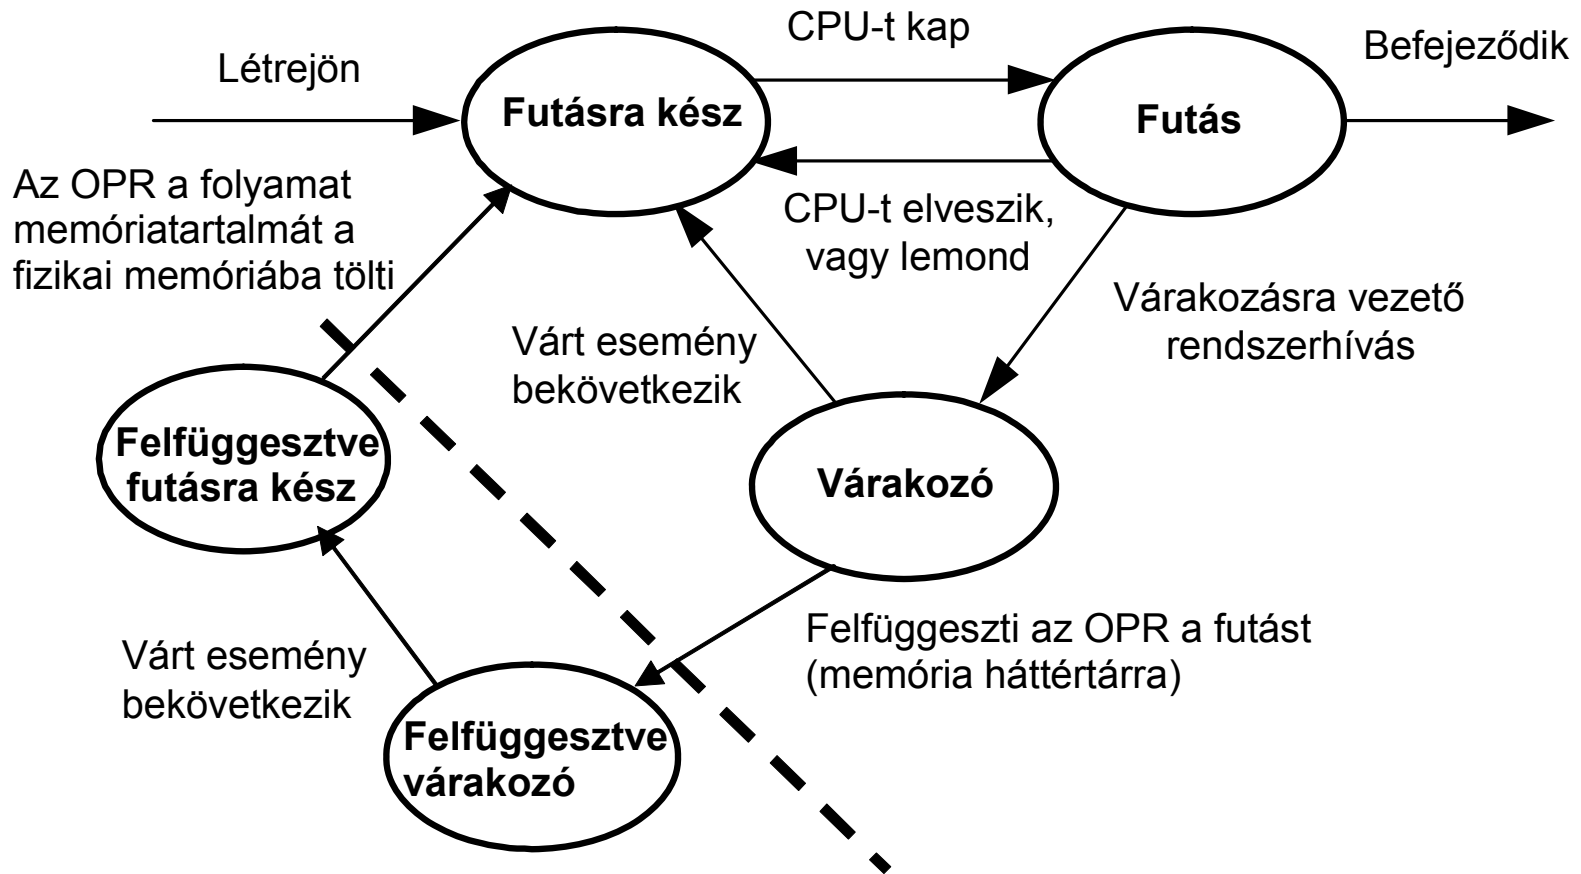 CPU-t kap
Befejeződik
Létrejön
Futásra kész
Futás
Az OPR a folyamat
memóriatartalmát a
fizikai memóriába tölti
CPU-t elveszik,
vagy lemond
Várakozásra vezető
rendszerhívás
Várt esemény
bekövetkezik
Felfüggesztve
futásra kész
Várakozó
Felfüggeszti az OPR a futást
(memória háttértárra)
Várt esemény
bekövetkezik
Felfüggesztve
várakozó